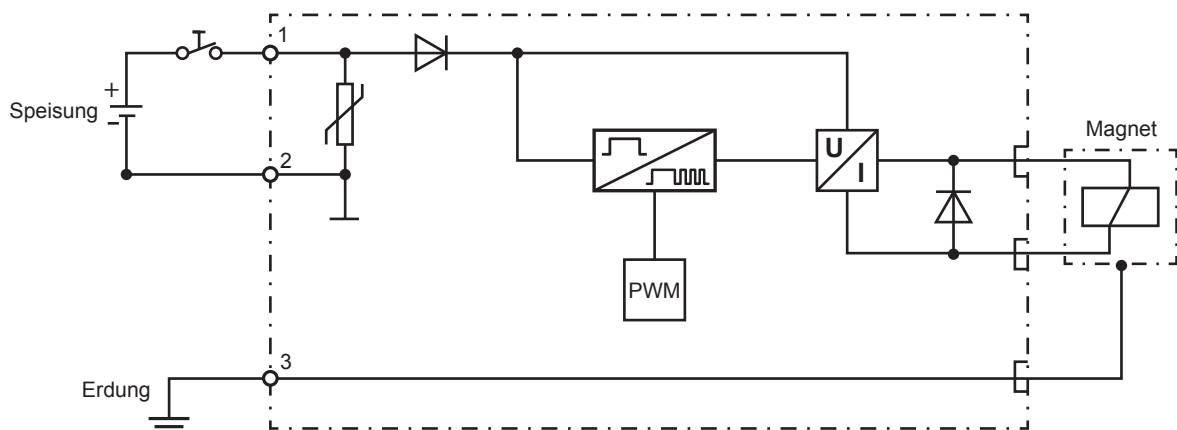 1
Speisung
+
-
2
U
I
Magnet
PWM
3
Erdung